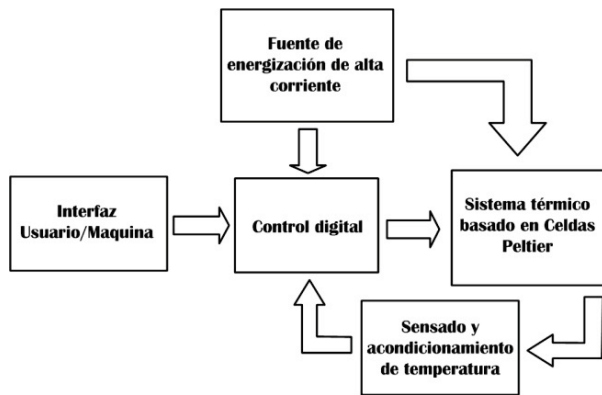 Fuente de
energización de alta
corriente
Interfaz
Usuario/Maquina
Control digital
Sistema térmico
basado en Celdas
Peltier
Sensado y
acondicionamiento
de temperatura